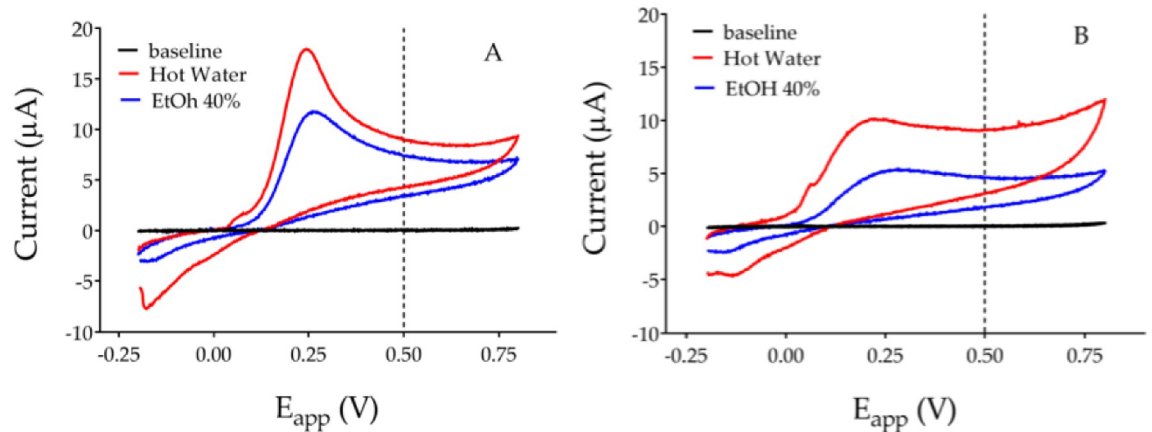 20
15
10
5
0
-5
-10
Current (µA)
baseline
Hot Water
EtOh 40%
A
-0.25
0.00
0.25
0.50
0.75
Eapp (V)
20
15
10
5
0
-5
-10
Current (µA)
baseline
Hot Water
EtOH 40%
B
-0.25
0.00
0.25
0.50
0.75
Eapp (V)